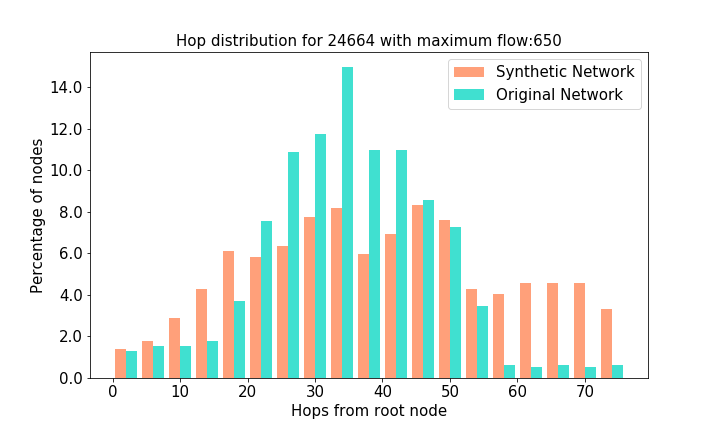 Hop distribution for 24664 with maximum flow:650
Synthetic Network
Original Network
Percentage of nodes
14.0
12.0
10.0
8.0
6.0
4.0
2.0
0.0
0 10 20 30 40 50 60 70
Hops from root node